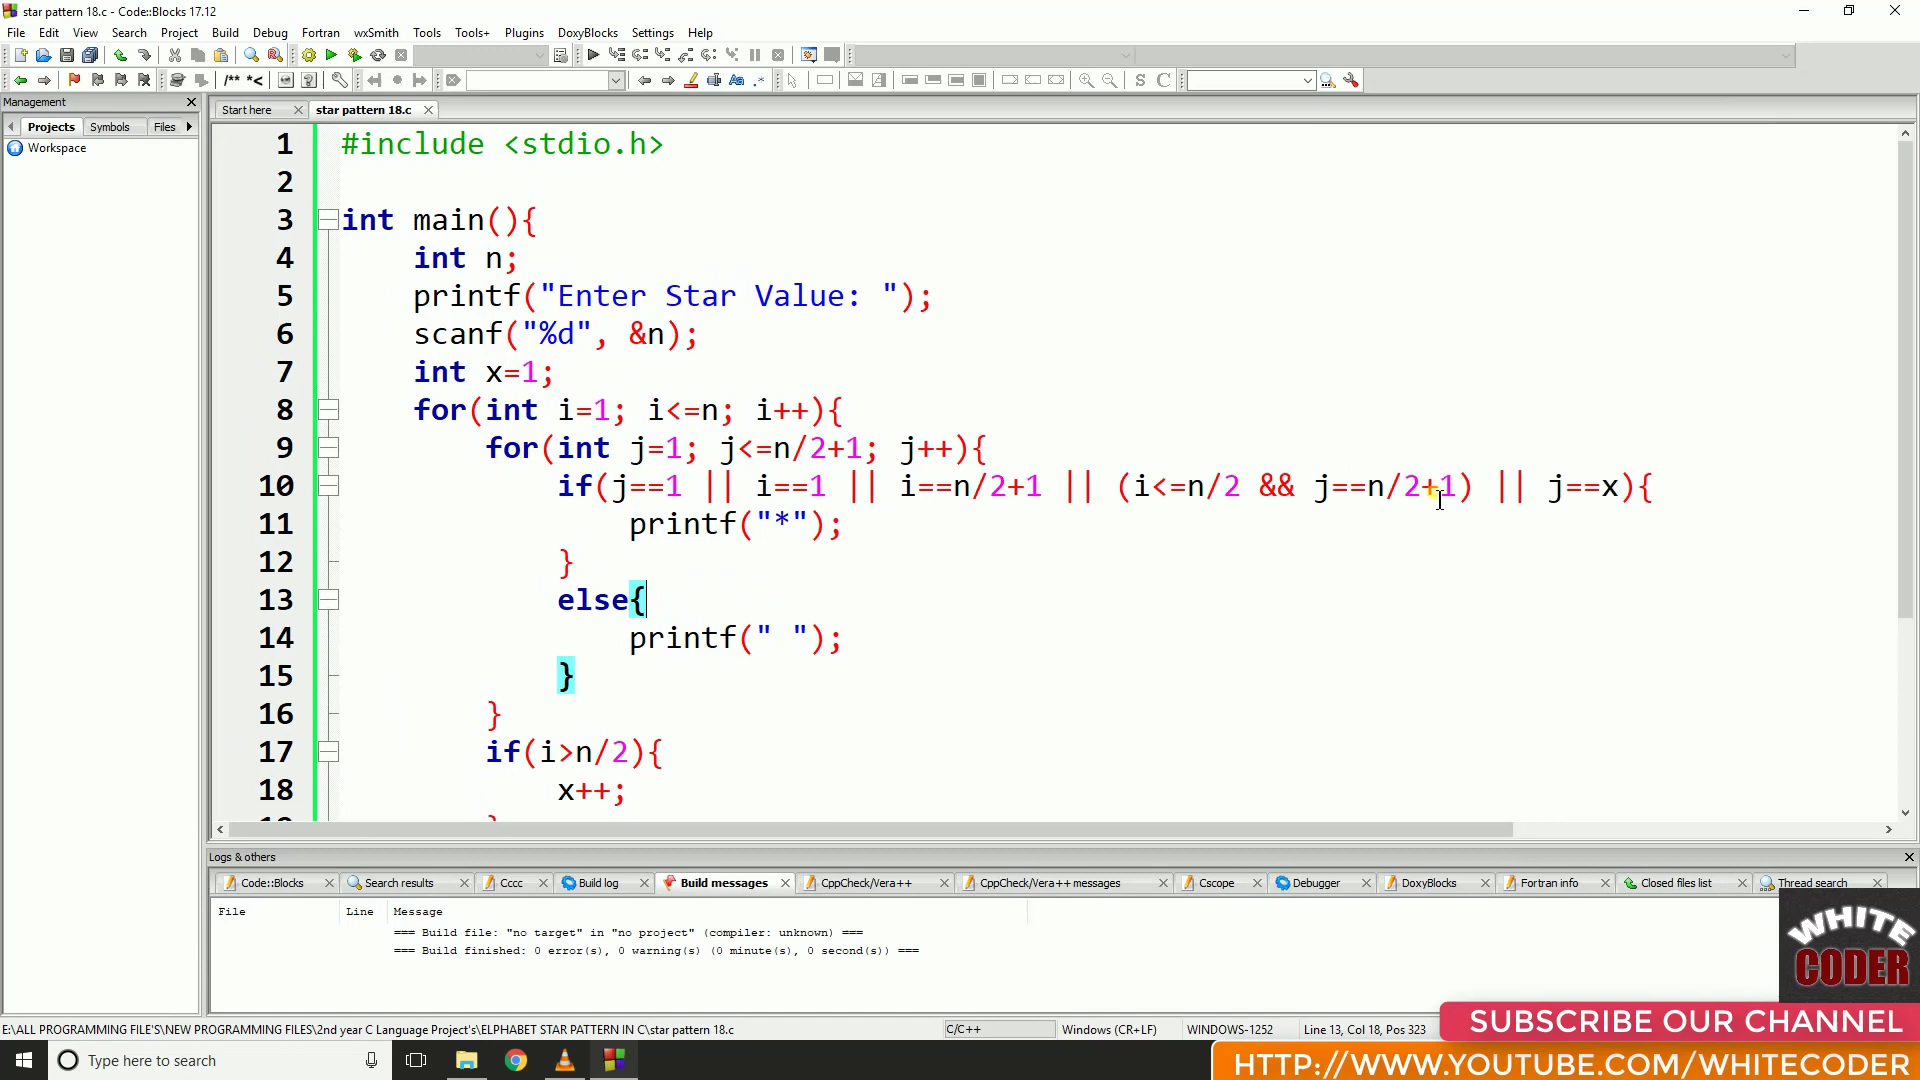 star pattern 18.c - Code::Blocks 17.12
File Edit View Search Project Build Debug Fortran wxSmith Tools Tools+ Plugins DoxyBlocks Settings Help
/** *< Aa .* S C
Management
Projects Symbols Files
Workspace
Start here star pattern 18.c
1 #include <stdio.h>
2
3 int main(){
4 int n;
5 printf("Enter Star Value: ");
6 scanf("%d", &n);
7 int x=1;
8 for(int i=1; i<=n; i++){
9 for(int j=1; j<=n/2+1; j++){
10 if(j==1 || i==1 || i==n/2+1 || (i<=n/2 && j==n/2+1) || j==x){
11 printf("*");
12 }
13 else{
14 printf(" ");
15 }
16 }
17 if(i>n/2){
18 x++;
Logs & others
Code::Blocks Search results Cccc Build log Build messages CppCheck/Vera++ CppCheck/Vera++ messages Cscope Debugger DoxyBlocks Fortran info Closed files list Thread search
File Line Message
=== Build file: "no target" in "no project" (compiler: unknown) ===
=== Build finished: 0 error(s), 0 warning(s) (0 minute(s), 0 second(s)) ===
WHITE
CODER
E:\ALL PROGRAMMING FILE'S\NEW PROGRAMMING FILES\2nd year C Language Project's\ELPHABET STAR PATTERN IN C\star pattern 18.c C/C++ Windows (CR+LF) WINDOWS-1252 Line 13, Col 18, Pos 323
SUBSCRIBE OUR CHANNEL
Type here to search
HTTP://WWW.YOUTUBE.COM/WHITECODER